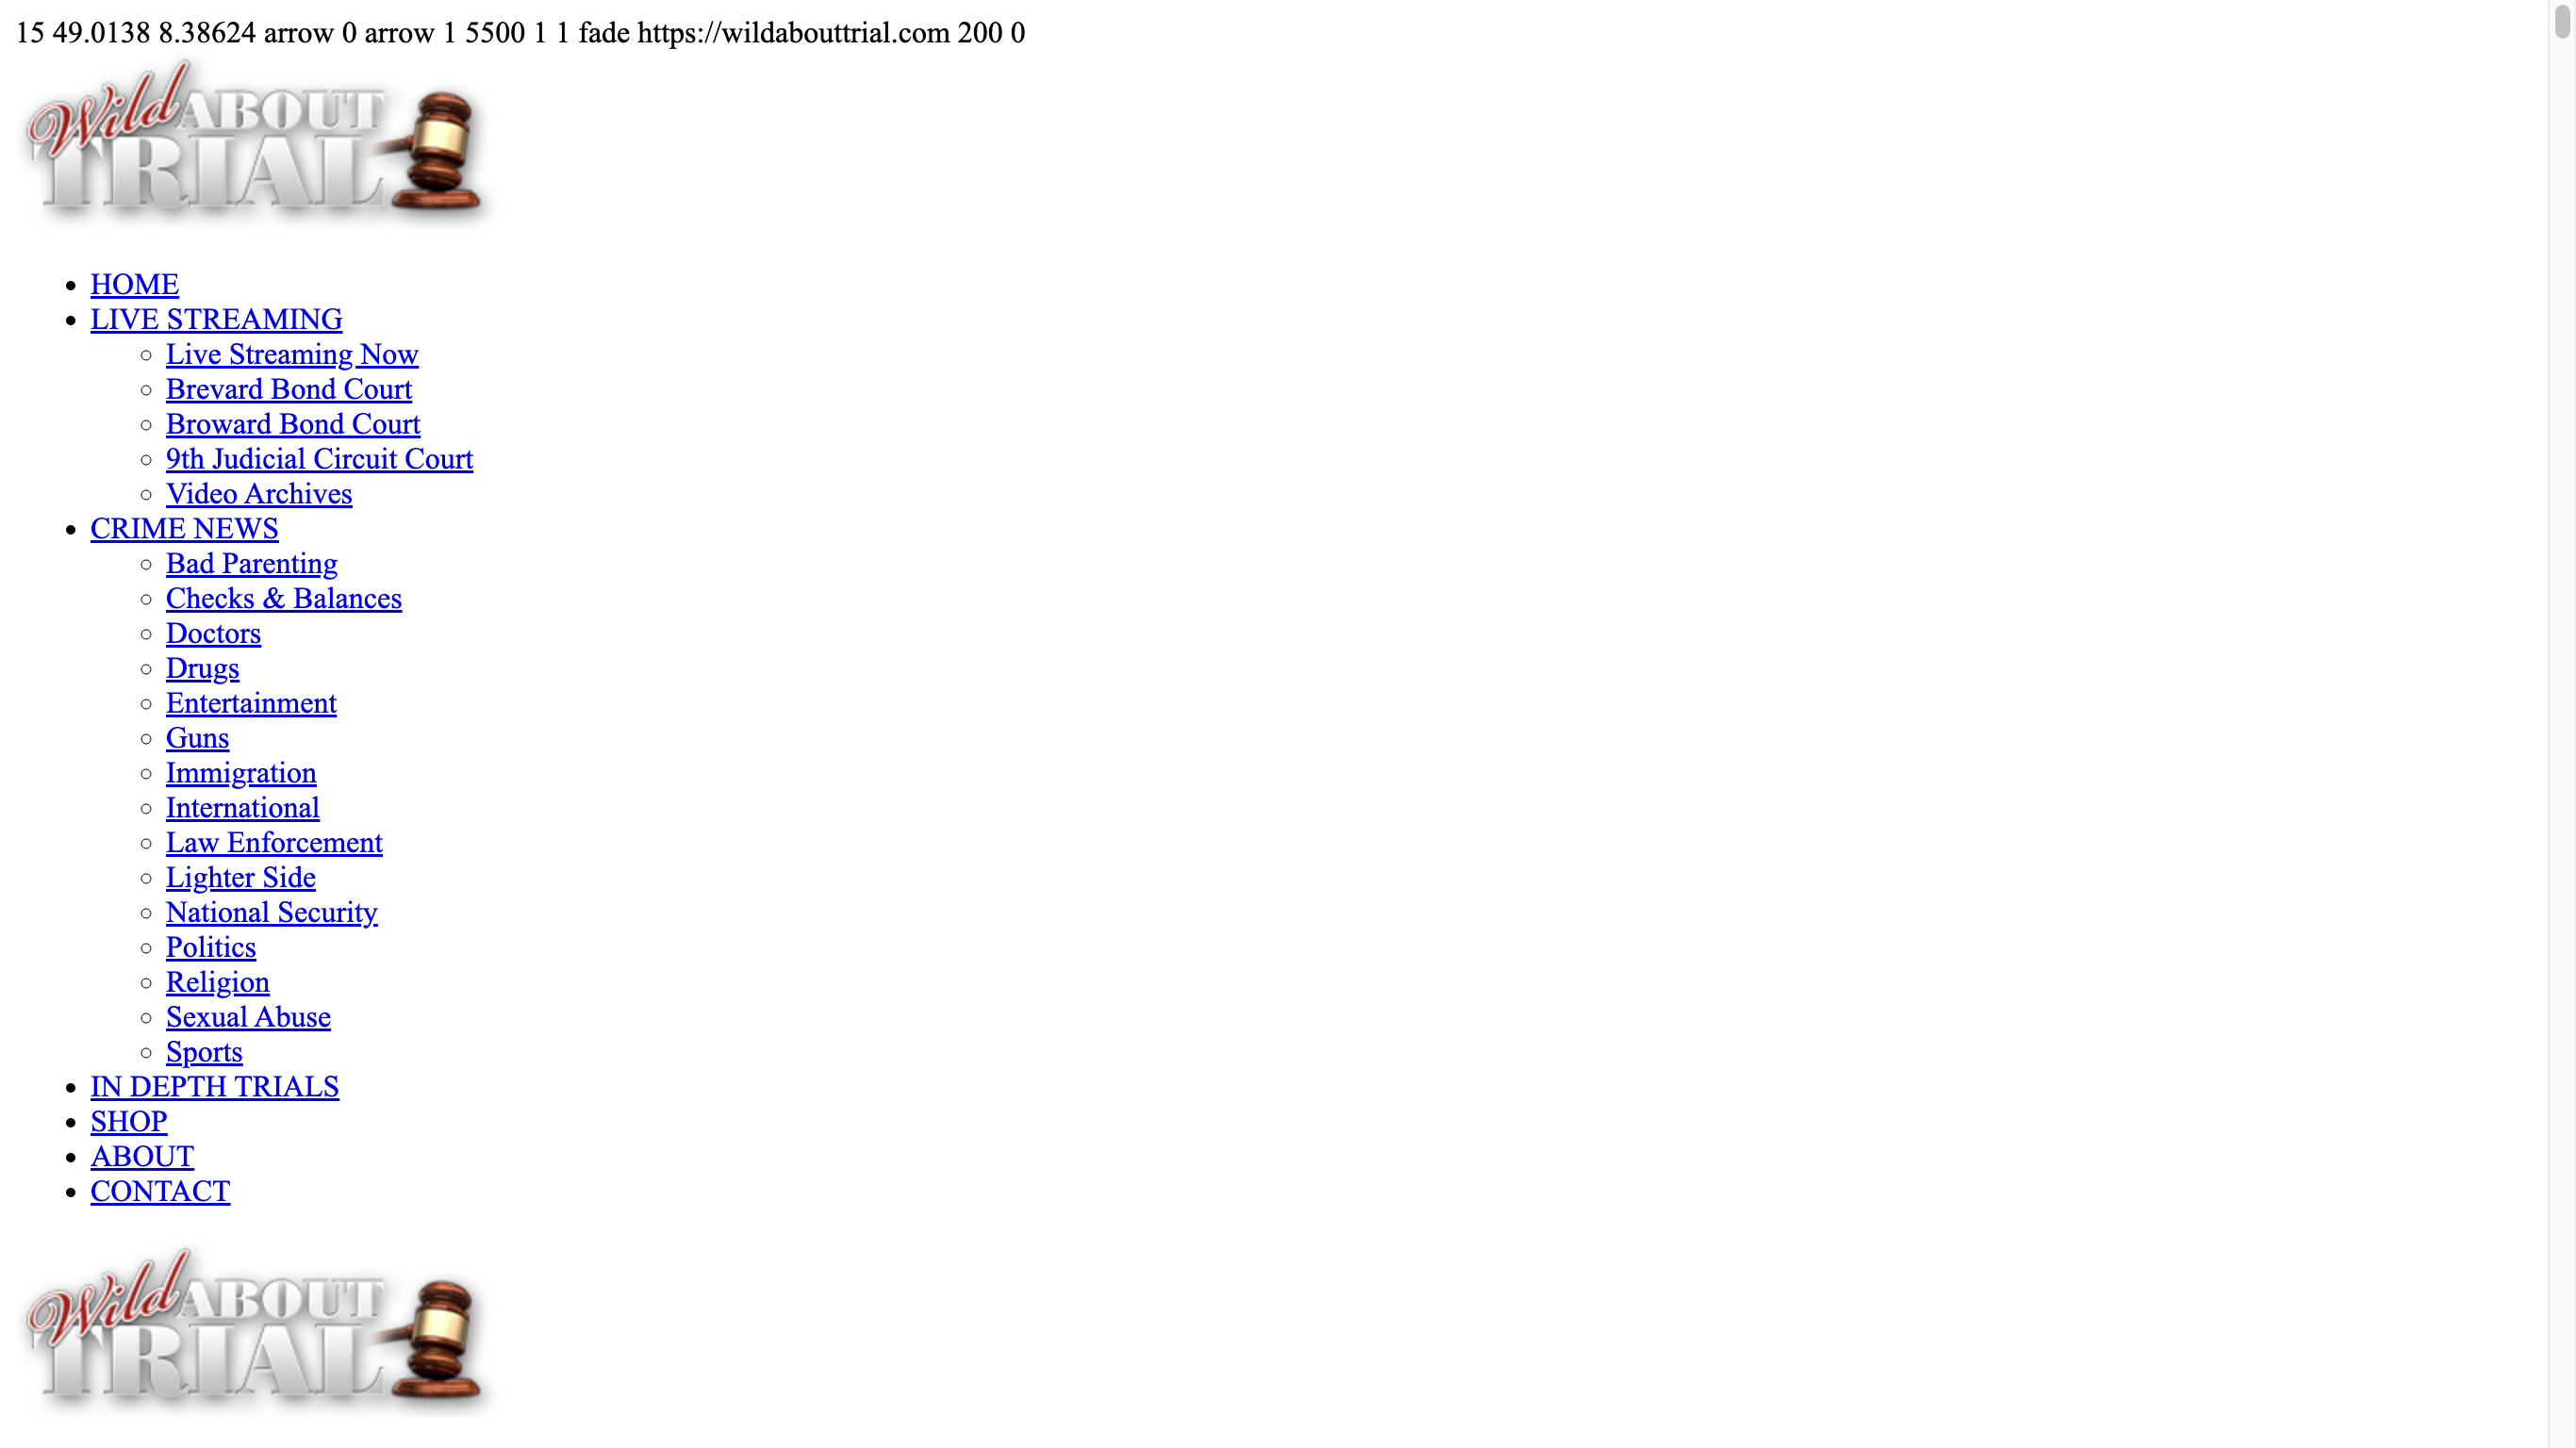 15 49.0138 8.38624 arrow 0 arrow 1 5500 1 1 fade https://wildabouttrial.com 200 0
Wild ABOUT
TRIAL
HOME
LIVE STREAMING
Live Streaming Now
Brevard Bond Court
Broward Bond Court
9th Judicial Circuit Court
Video Archives
CRIME NEWS
Bad Parenting
Checks & Balances
Doctors
Drugs
Entertainment
Guns
Immigration
International
Law Enforcement
Lighter Side
National Security
Politics
Religion
Sexual Abuse
Sports
IN DEPTH TRIALS
SHOP
ABOUT
CONTACT
Wild ABOUT
TRIAL